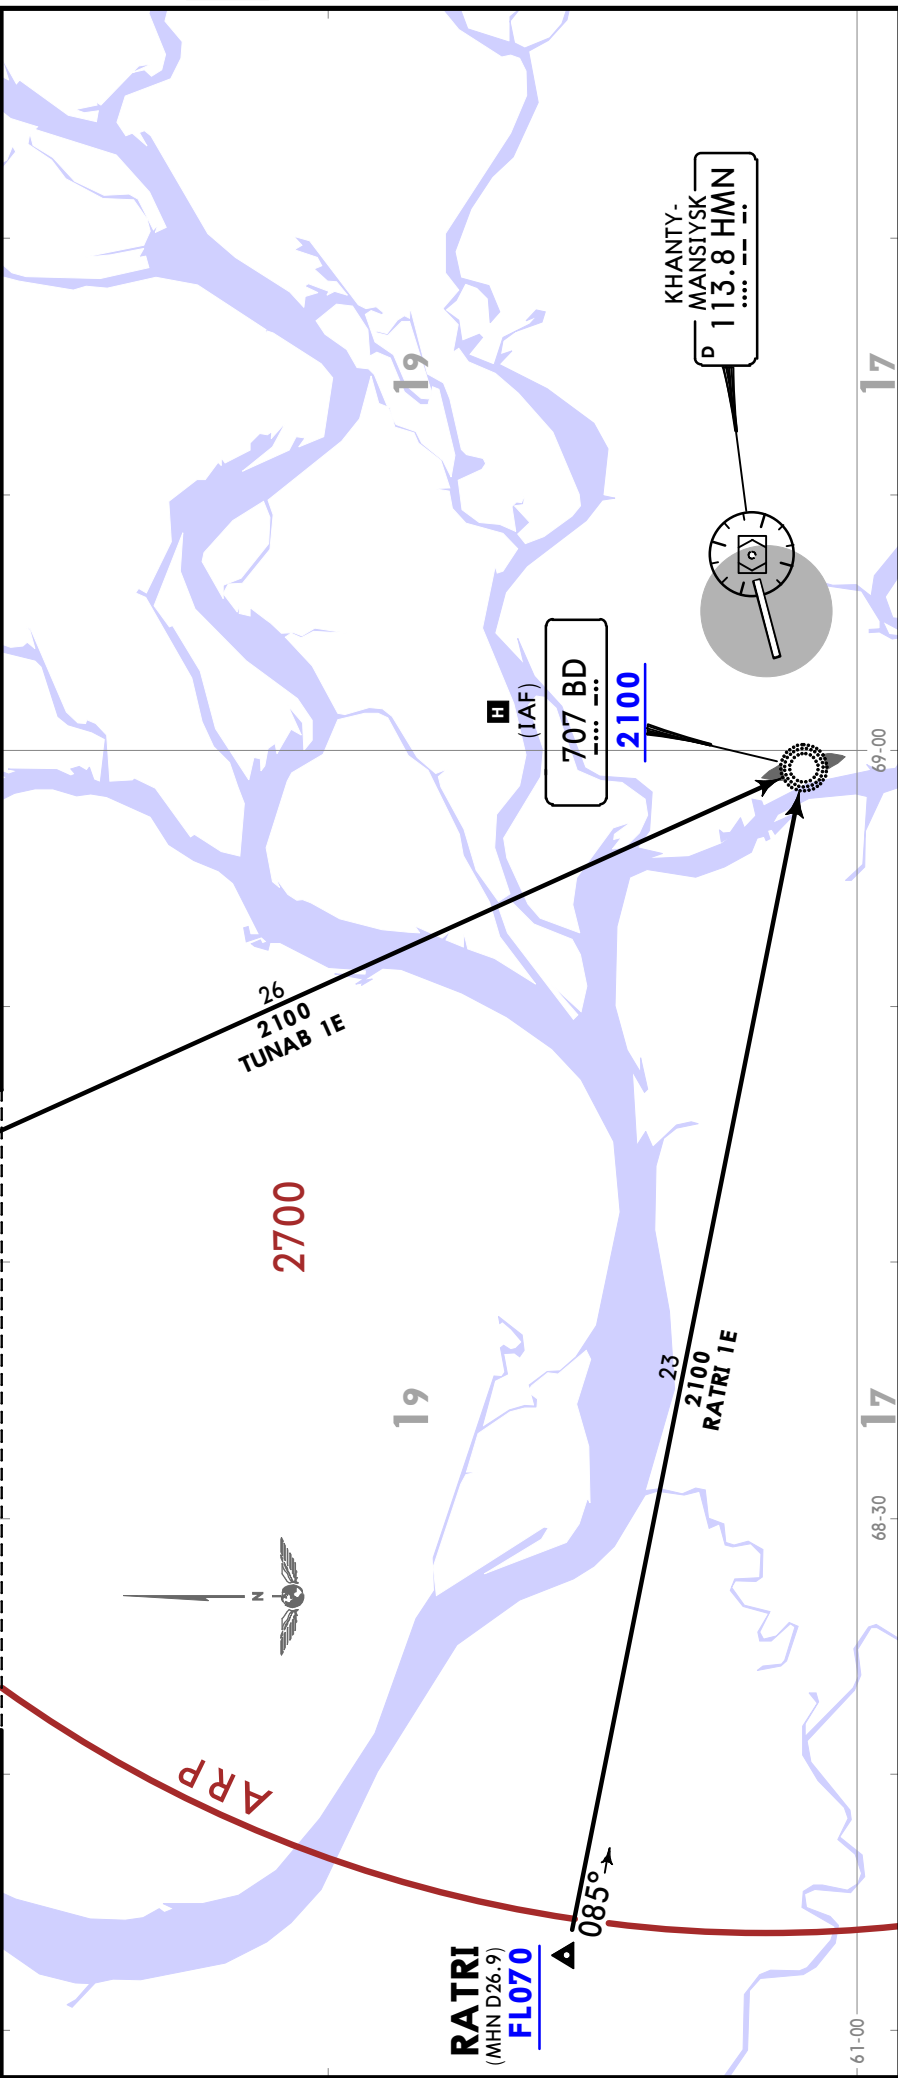 KHANTY-
MANSIYSK
D
113.8 HMN
19
17
H
(IAF)
707 BD
2100
69-00
26
2100
TUNAB 1E
2700
23
2100
RATRI 1E
19
17
68-30
N
ARP
085°
RATRI
(MHN D26.9)
FL070
61-00